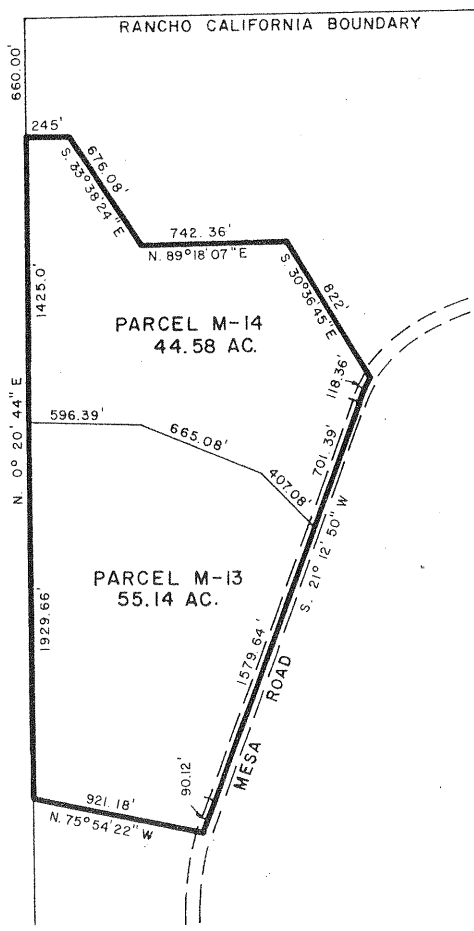 RANCHO CALIFORNIA BOUNDARY
660.00'
245'
676.08'
S. 33° 38' 24" E
742.36'
N. 89° 18' 07" E
822'
S. 30° 36' 45" E
1425.0'
PARCEL M-14
44.58 AC.
118.36'
N. 0° 20' 44" E
596.39'
665.08'
407.08'
701.39'
S. 21° 12' 50" W
PARCEL M-13
55.14 AC.
1929.66'
1579.64'
MESA ROAD
90.12'
921.18'
N. 75° 54' 22" W